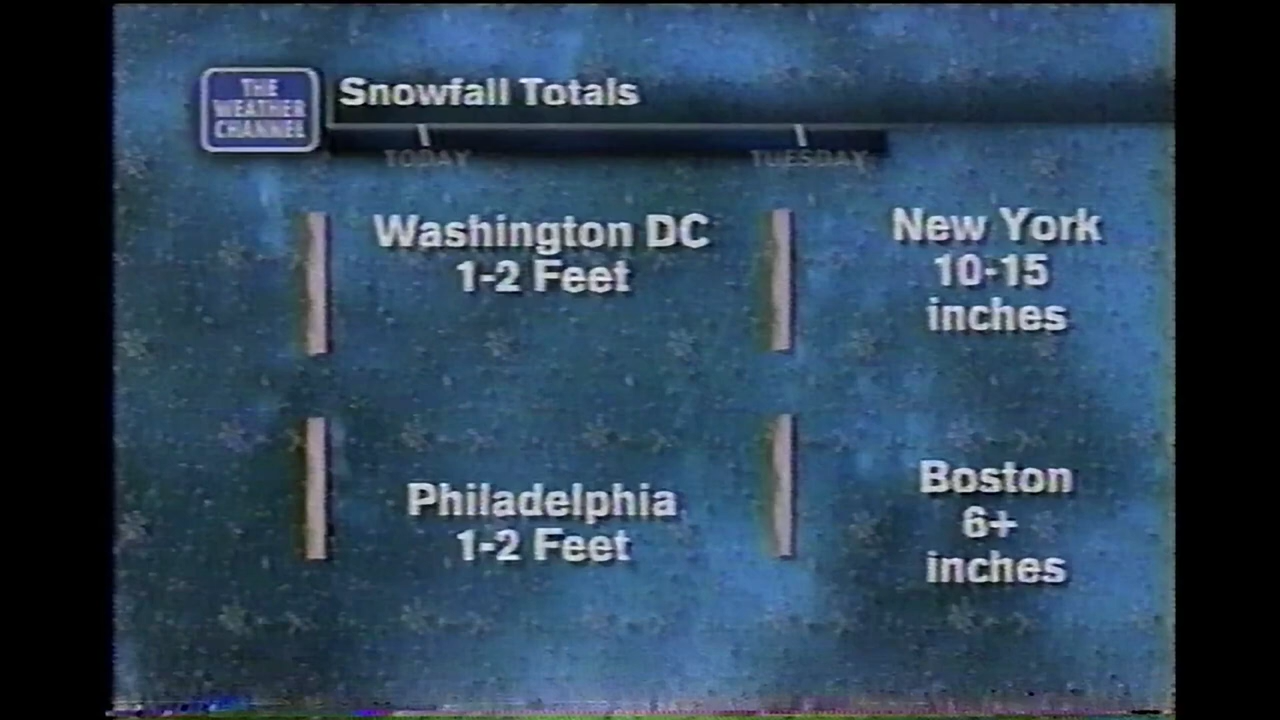 THE
WEATHER
CHANNEL
Snowfall Totals
TODAY
TUESDAY
Washington DC
1-2 Feet
New York
10-15
inches
Philadelphia
1-2 Feet
Boston
6+
inches